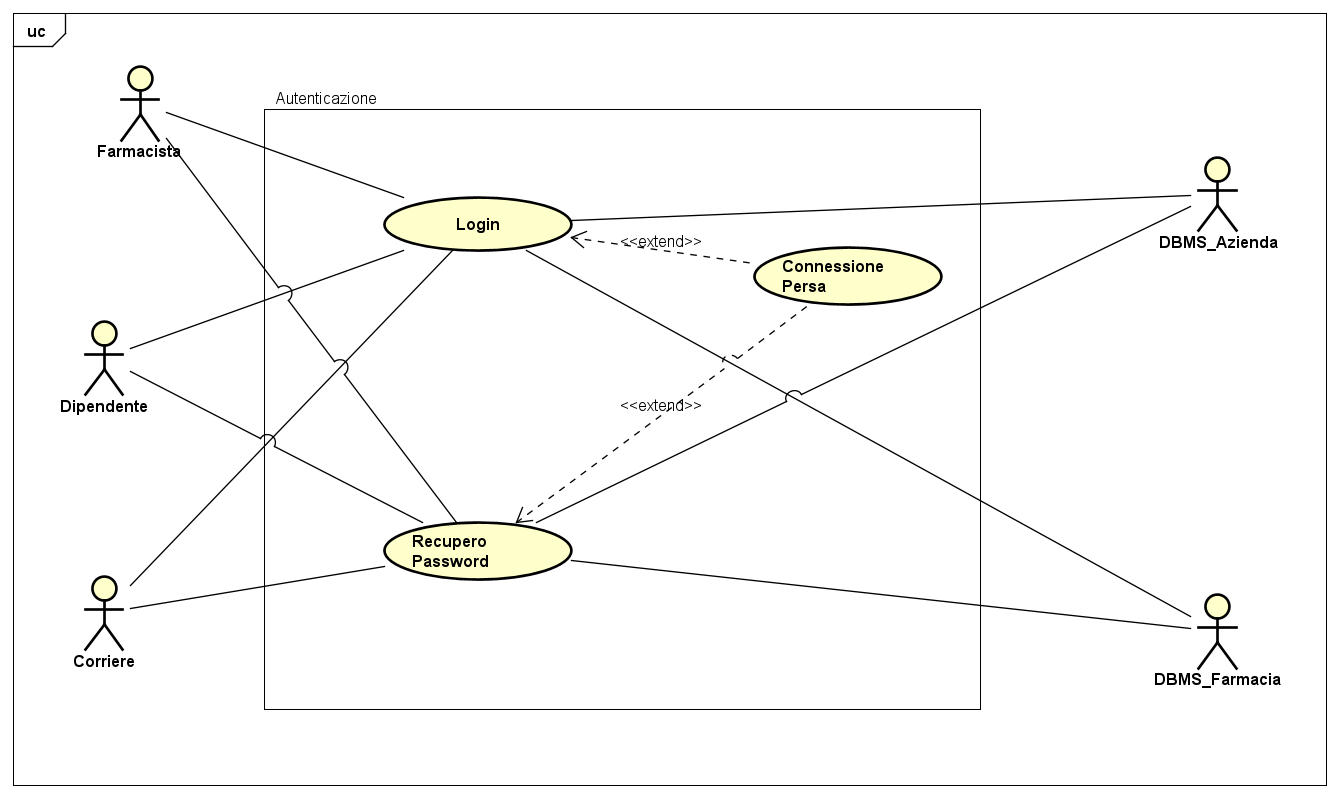 uc
Autenticazione
Farmacista
Login
<<extend>>
DBMS_Azienda
Connessione
Persa
Dipendente
<<extend>>
Recupero
Password
Corriere
DBMS_Farmacia